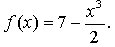 f(x) = 7 − x³/2.